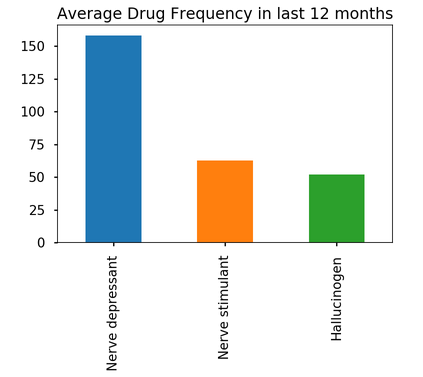 Average Drug Frequency in last 12 months
150
125
100
75
50
25
0
Nerve depressant
Nerve stimulant
Hallucinogen